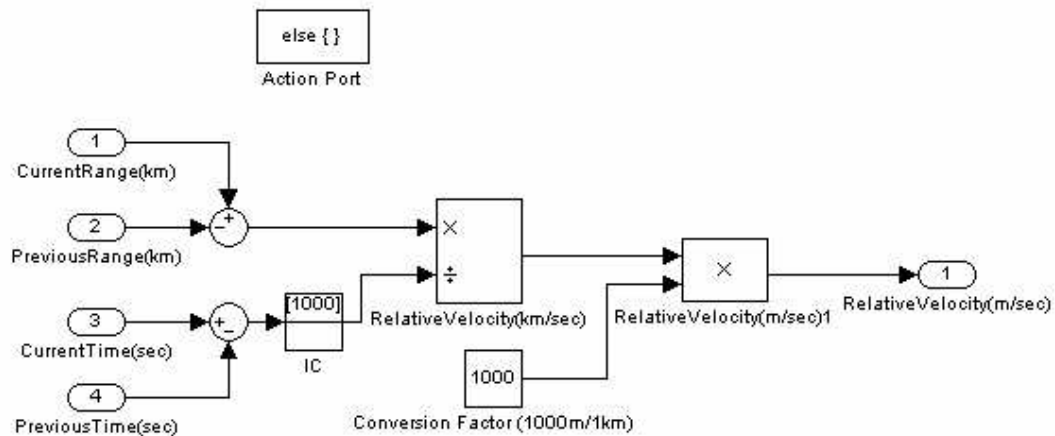 else { }
Action Port
1
CurrentRange(km)
2
PreviousRange(km)
3
CurrentTime(sec)
4
PreviousTime(sec)
+
−
+
−
[1000]
IC
×
÷
RelativeVelocity(km/sec)
1000
Conversion Factor (1000m/1km)
×
RelativeVelocity(m/sec)1
1
RelativeVelocity(m/sec)